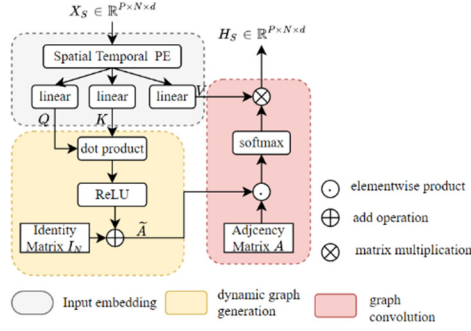 X_S ∈ ℝ^{P×N×d}
H_S ∈ ℝ^{P×N×d}
Spatial Temporal PE
linear
linear
linear
V
Q
K
dot product
softmax
ReLU
elementwise product
Identity
Matrix I_N
Ã
Adjcency
Matrix A
add operation
matrix multiplication
Input embedding
dynamic graph
generation
graph
convolution